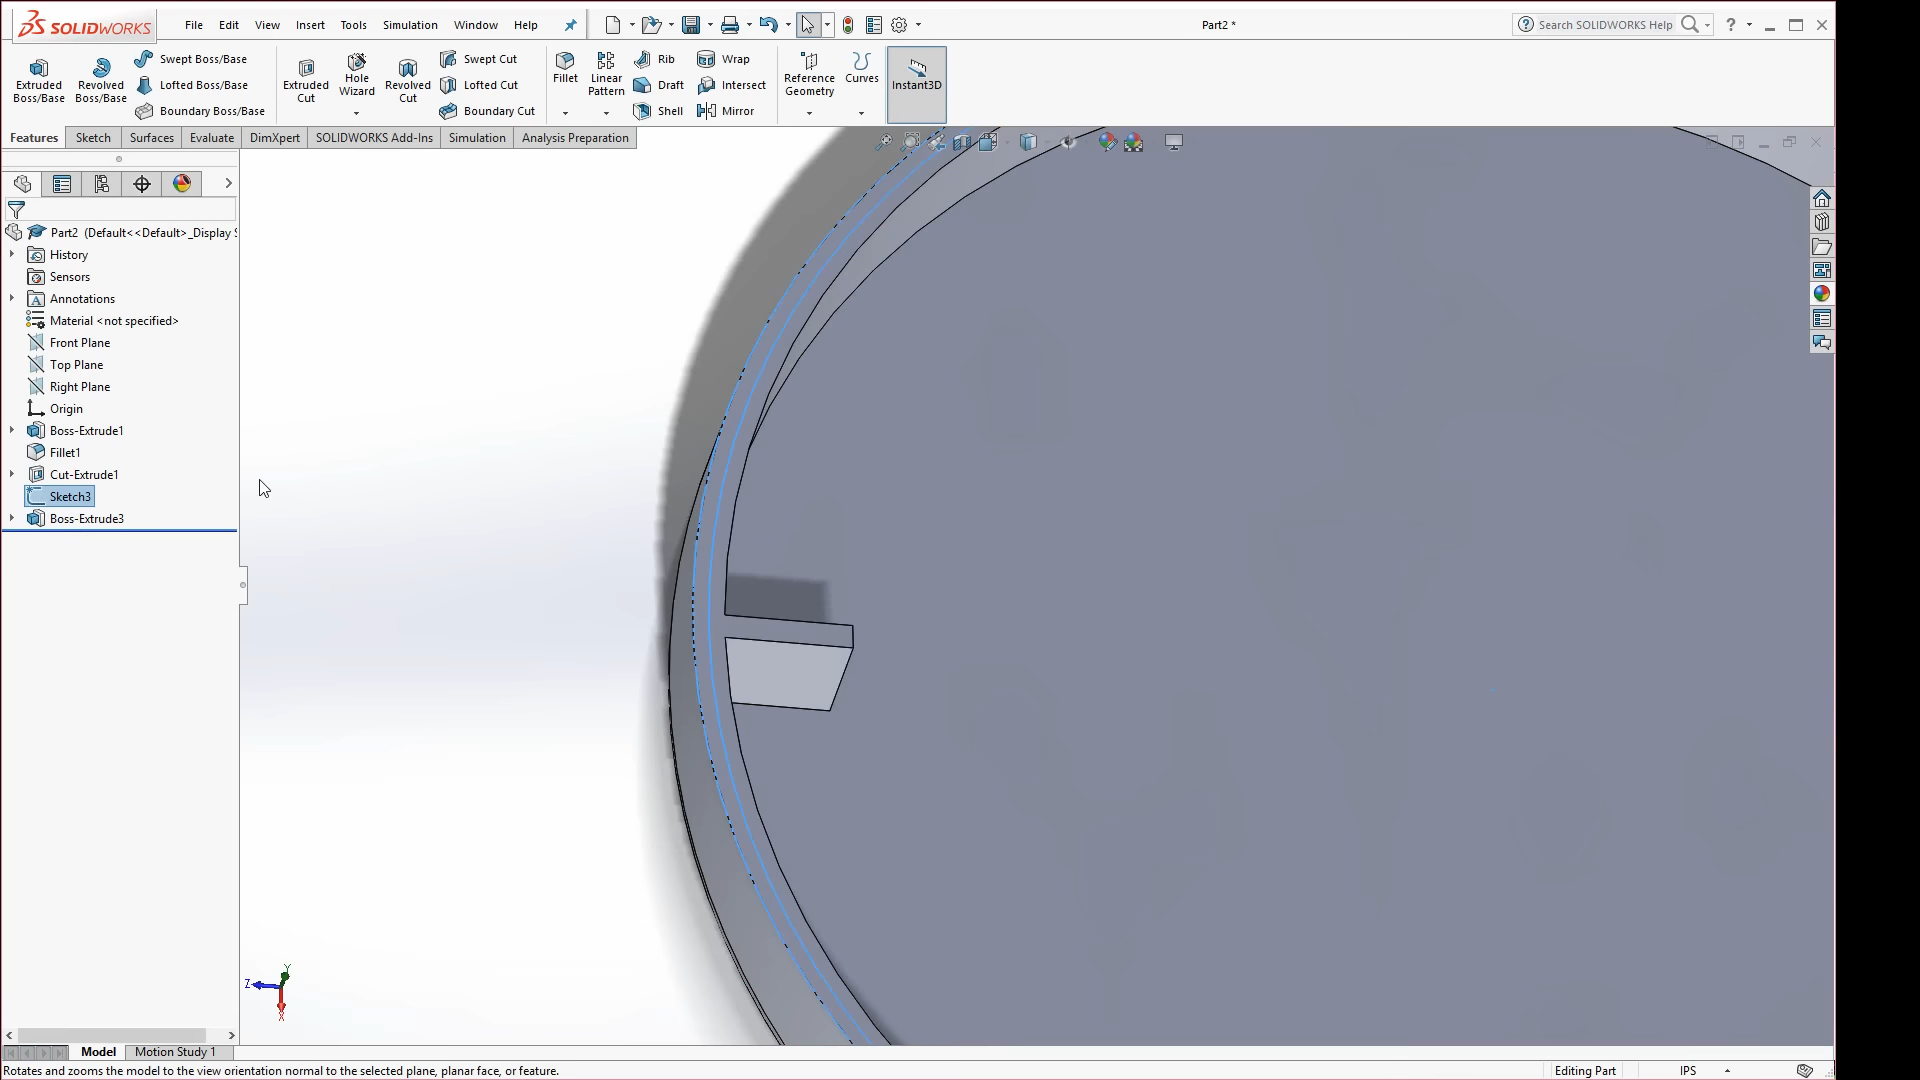 SOLIDWORKS File Edit View Insert Tools Simulation Window Help Part2 * Search SOLIDWORKS Help ?
Extruded Boss/Base
Revolved Boss/Base
Swept Boss/Base
Lofted Boss/Base
Boundary Boss/Base
Extruded Cut
Hole Wizard
Revolved Cut
Swept Cut
Lofted Cut
Boundary Cut
Fillet
Linear Pattern
Rib
Draft
Shell
Wrap
Intersect
Mirror
Reference Geometry
Curves
Instant3D
Features Sketch Surfaces Evaluate DimXpert SOLIDWORKS Add-Ins Simulation Analysis Preparation
Part2 (Default<<Default>_Display S
History
Sensors
Annotations
Material <not specified>
Front Plane
Top Plane
Right Plane
Origin
Boss-Extrude1
Fillet1
Cut-Extrude1
Sketch3
Boss-Extrude3
Y
Z
X
Model Motion Study 1
Rotates and zooms the model to the view orientation normal to the selected plane, planar face, or feature. Editing Part IPS